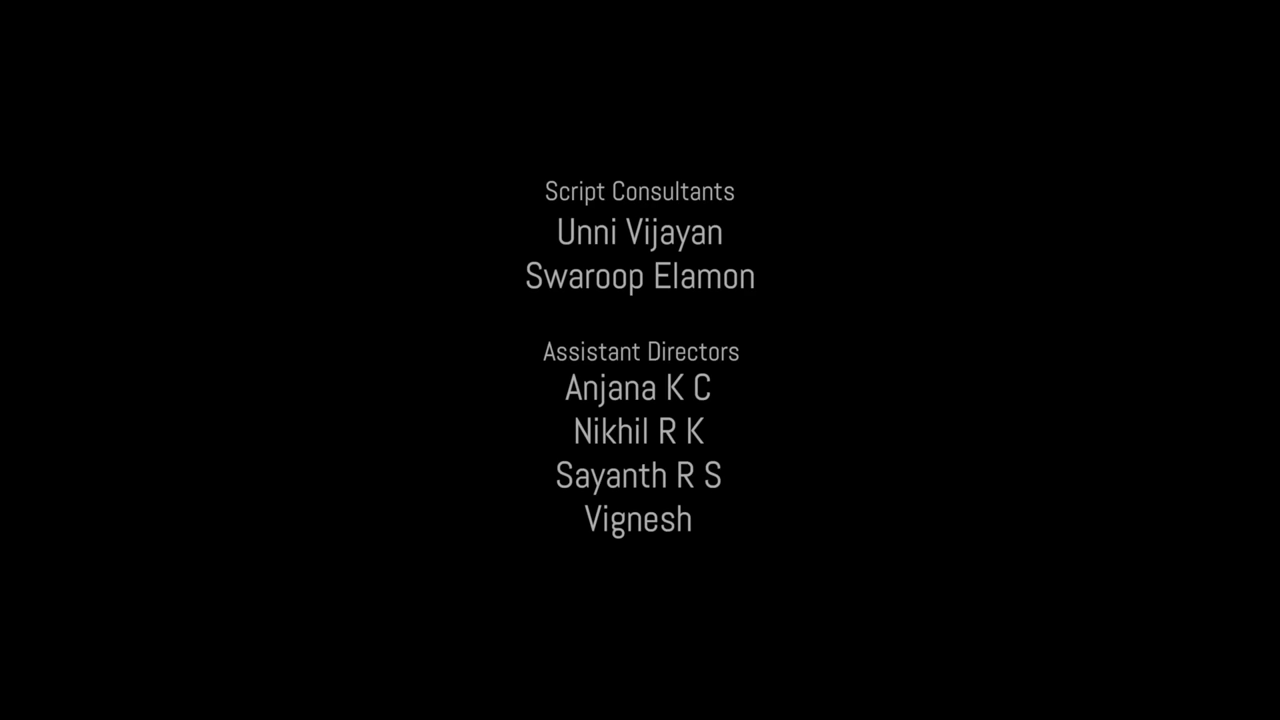 Script Consultants
Unni Vijayan
Swaroop Elamon
Assistant Directors
Anjana K C
Nikhil R K
Sayanth R S
Vignesh